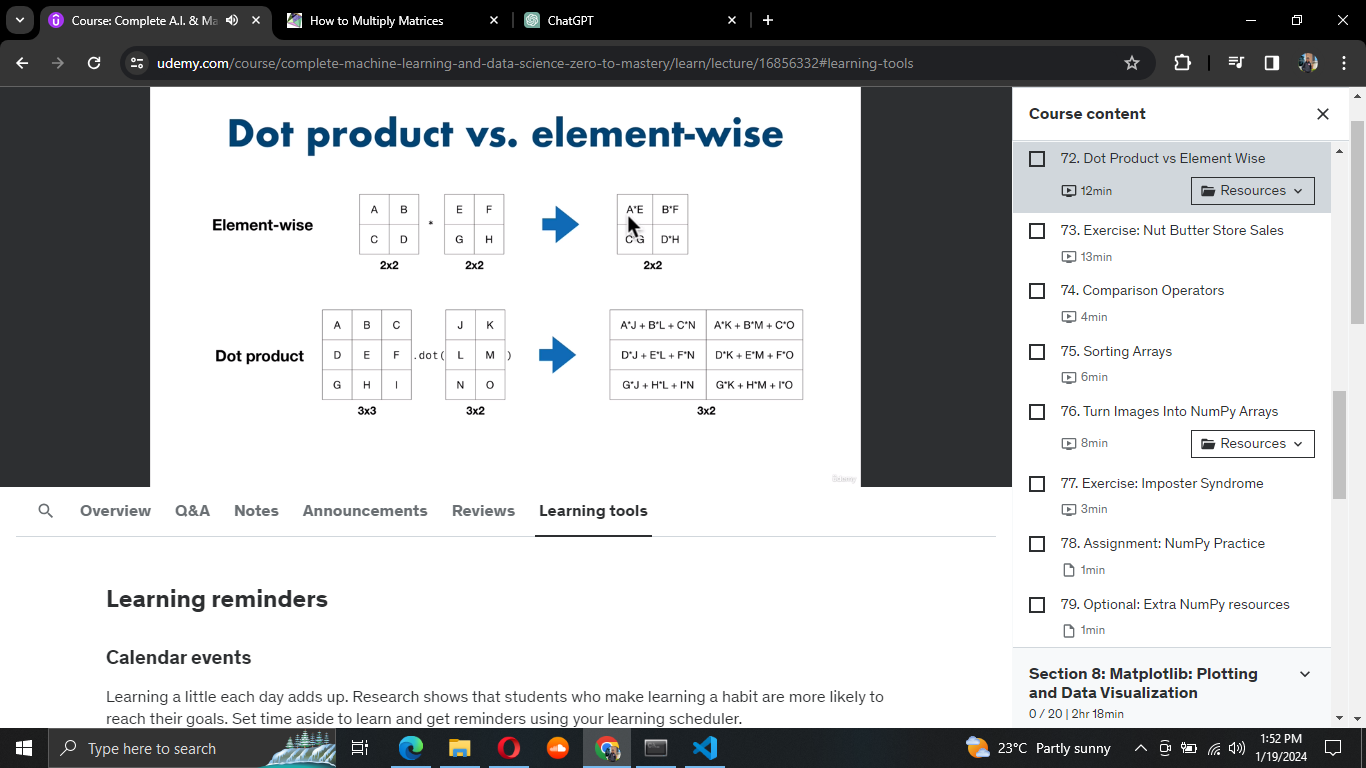 Course: Complete A.I. & Ma
How to Multiply Matrices
ChatGPT
udemy.com/course/complete-machine-learning-and-data-science-zero-to-mastery/learn/lecture/16856332#learning-tools
Dot product vs. element-wise
Element-wise
A B
C D
2x2
*
E F
G H
2x2
A*E B*F
C*G D*H
2x2
Dot product
A B C
D E F
G H I
3x3
.dot(
J K
L M
N O
)
3x2
A*J + B*L + C*N A*K + B*M + C*O
D*J + E*L + F*N D*K + E*M + F*O
G*J + H*L + I*N G*K + H*M + I*O
3x2
Udemy
Course content
72. Dot Product vs Element Wise
12min
Resources
73. Exercise: Nut Butter Store Sales
13min
74. Comparison Operators
4min
75. Sorting Arrays
6min
76. Turn Images Into NumPy Arrays
8min
Resources
77. Exercise: Imposter Syndrome
3min
78. Assignment: NumPy Practice
1min
79. Optional: Extra NumPy resources
1min
Section 8: Matplotlib: Plotting
and Data Visualization
0 / 20 | 2hr 18min
Overview Q&A Notes Announcements Reviews Learning tools
Learning reminders
Calendar events
Learning a little each day adds up. Research shows that students who make learning a habit are more likely to
reach their goals. Set time aside to learn and get reminders using your learning scheduler.
Type here to search
23°C Partly sunny
1:52 PM
1/19/2024